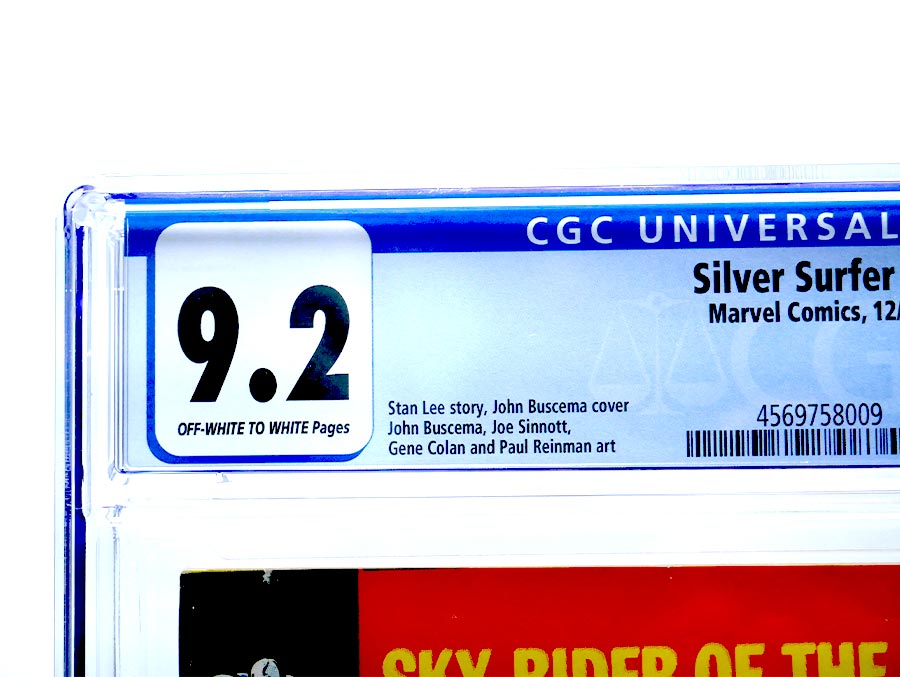 CGC UNIVERSAL
Silver Surfer
Marvel Comics, 12/
9.2
OFF-WHITE TO WHITE Pages
Stan Lee story, John Buscema cover
John Buscema, Joe Sinnott,
Gene Colan and Paul Reinman art
4569758009
CG
SKY RIDER OF THE